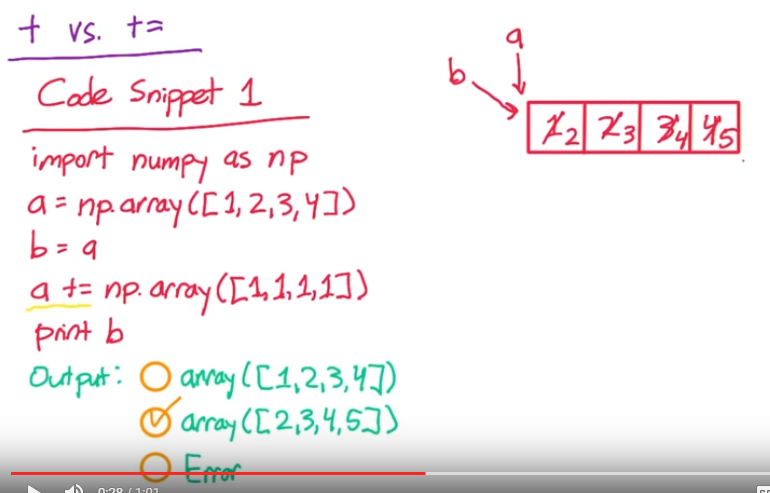 + vs. +=
a
b
Code Snippet 1
1 2 2 3 3 4 4 5
import numpy as np
a = np.array([1,2,3,4])
b = a
a += np.array([1,1,1,1])
print b
Output: array([1,2,3,4])
array([2,3,4,5])
Error
0:28 / 1:01